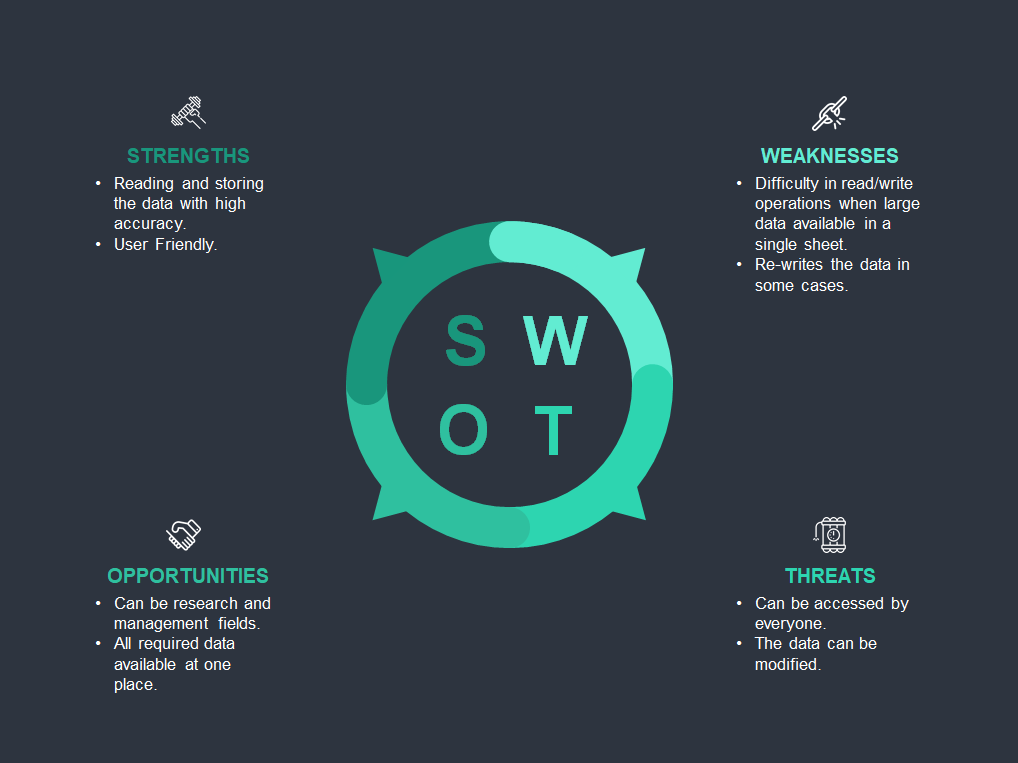 STRENGTHS
• Reading and storing
the data with high
accuracy.
• User Friendly.
WEAKNESSES
• Difficulty in read/write
operations when large
data available in a
single sheet.
• Re-writes the data in
some cases.
S W
O T
OPPORTUNITIES
• Can be research and
management fields.
• All required data
available at one
place.
THREATS
• Can be accessed by
everyone.
• The data can be
modified.